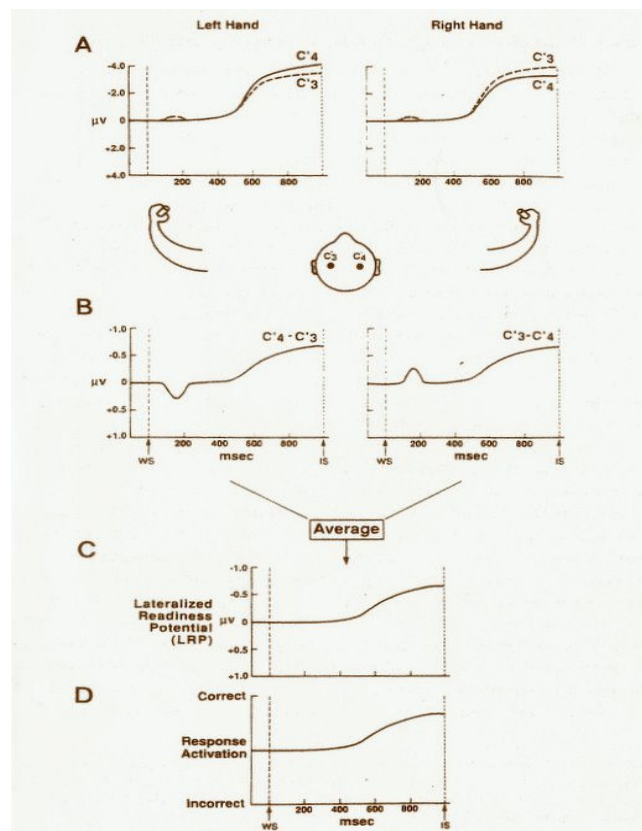 Left Hand Right Hand
A
C'4
C'3
C'3
C'4
-4.0
-2.0
μV 0
+2.0
+4.0
200 400 600 800
200 400 600 800
C'3 C'4
B
C'4 - C'3
C'3-C'4
-1.0
-0.5
μV 0
+0.5
+1.0
200 400 600 800
200 400 600 800
WS msec IS
WS msec IS
Average
C
Lateralized
Readiness
Potential
(LRP)
-1.0
-0.5
μV 0
+0.5
+1.0
D
Correct
Response
Activation
Incorrect
200 400 600 800
WS msec IS